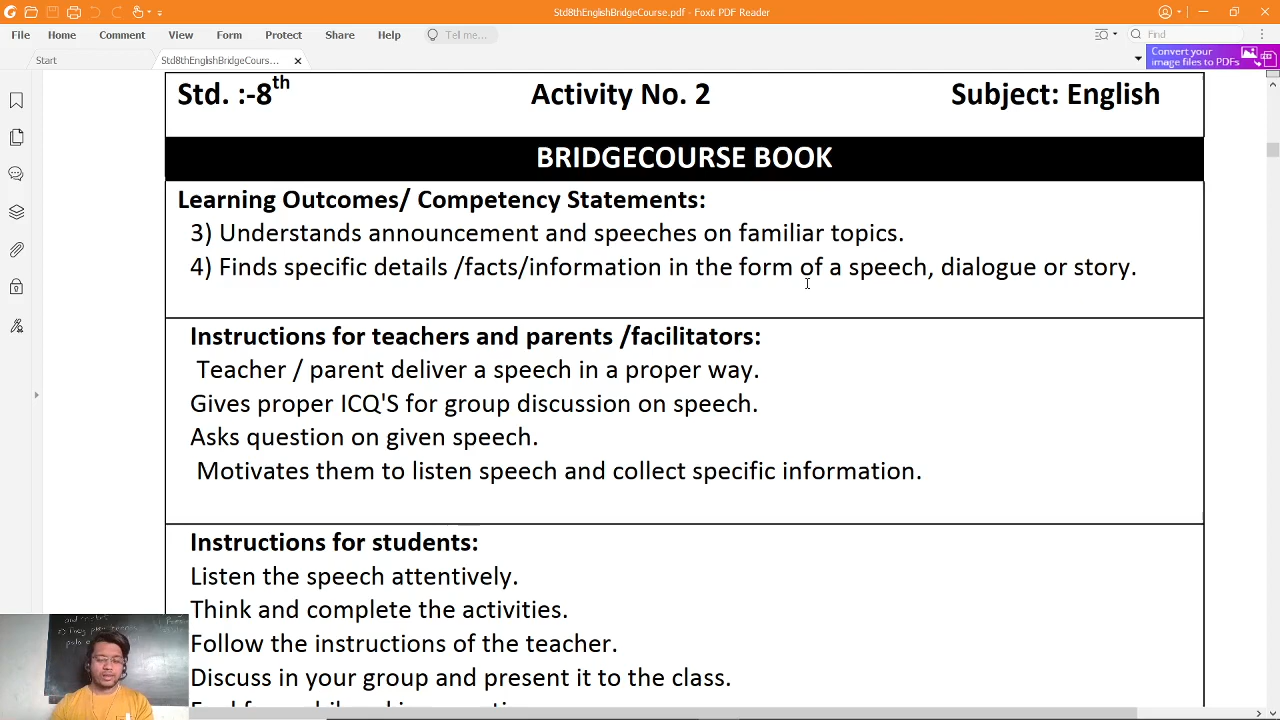 Std8thEnglishBridgeCourse.pdf - Foxit PDF Reader
File Home Comment View Form Protect Share Help Tell me... Find
Start Std8thEnglishBridgeCours...
Convert your
image files to PDFs
Std. :-8th Activity No. 2 Subject: English
BRIDGECOURSE BOOK
Learning Outcomes/ Competency Statements:
3) Understands announcement and speeches on familiar topics.
4) Finds specific details /facts/information in the form of a speech, dialogue or story.
Instructions for teachers and parents /facilitators:
Teacher / parent deliver a speech in a proper way.
Gives proper ICQ'S for group discussion on speech.
Asks question on given speech.
Motivates them to listen speech and collect specific information.
Instructions for students:
Listen the speech attentively.
Think and complete the activities.
Follow the instructions of the teacher.
Discuss in your group and present it to the class.